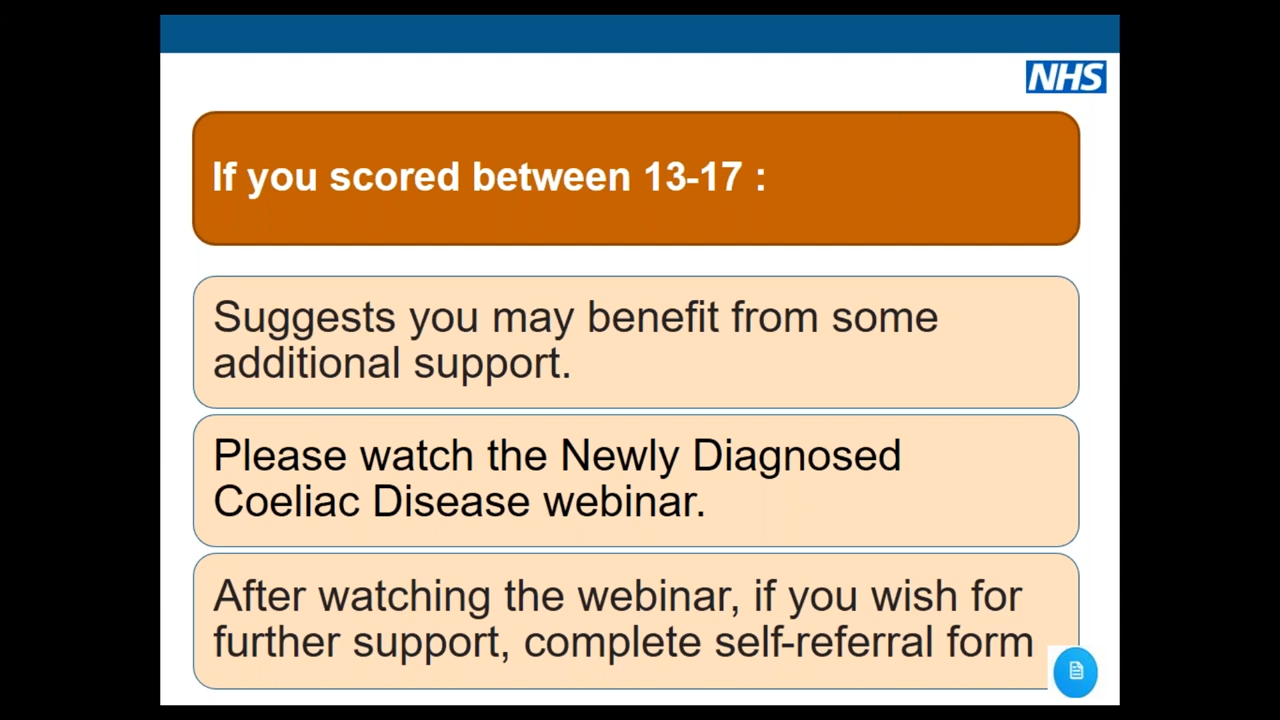 NHS
If you scored between 13-17 :
Suggests you may benefit from some
additional support.
Please watch the Newly Diagnosed
Coeliac Disease webinar.
After watching the webinar, if you wish for
further support, complete self-referral form